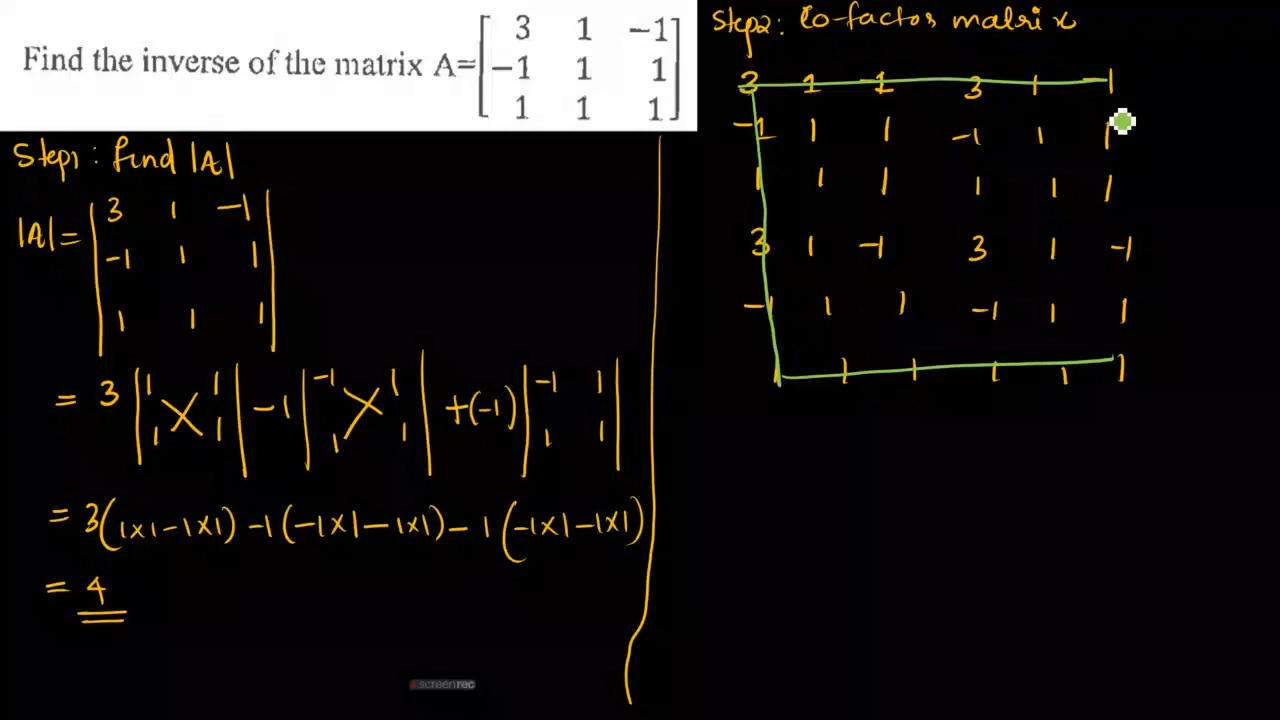 Find the inverse of the matrix A=
3 1 −1
−1 1 1
1 1 1
Step1 : find |A|
|A| =
3 1 −1
−1 1 1
1 1 1
= 3 |1 1 1 1| −1 |−1 1 1 1| +(−1) |−1 1 1 1|
= 3(1×1−1×1) −1(−1×1−1×1) − 1(−1×1−1×1)
= 4
Step2: Co-factor matrix
3 1 −1 3 1 −1
−1 1 1 −1 1 1
1 1 1 1 1 1
3 1 −1 3 1 −1
−1 1 1 −1 1 1
1 1 1 1 1 1
screenrec